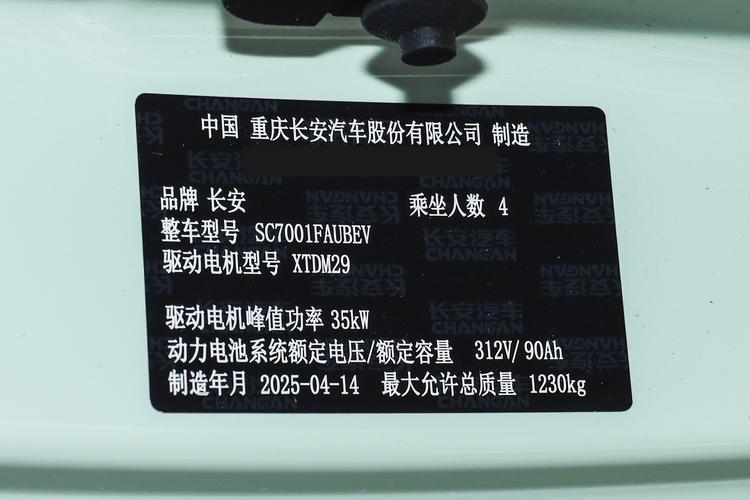 中国 重庆长安汽车股份有限公司 制造
品牌 长安 乘坐人数 4
整车型号 SC7001FAUBEV
驱动电机型号 XTDM29
驱动电机峰值功率 35kW
动力电池系统额定电压/额定容量 312V/90Ah
制造年月 2025-04-14 最大允许总质量 1230kg